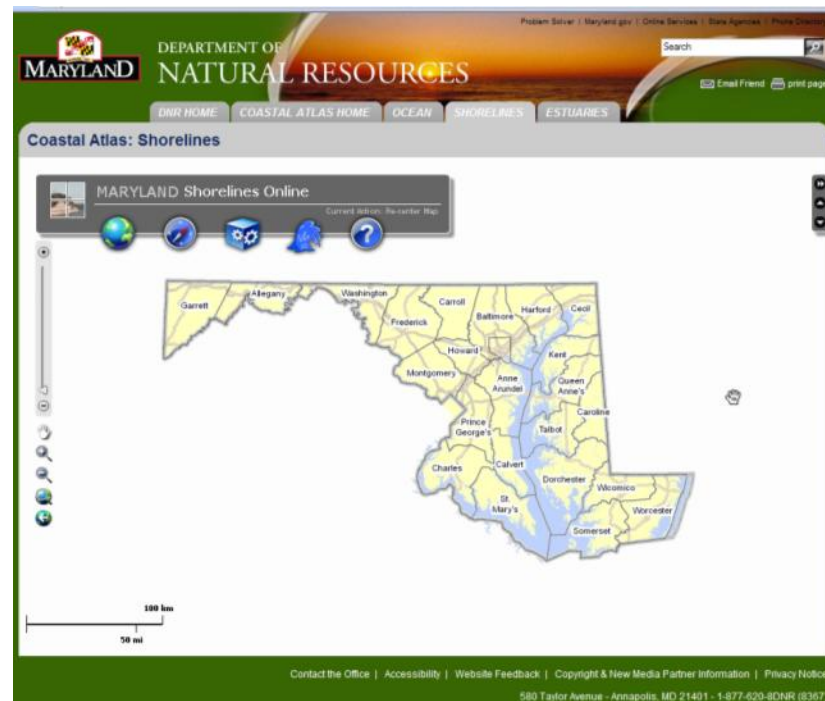 Problem Solver | Maryland.gov | Online Services | State Agencies | Phone Director
Search
MARYLAND
DEPARTMENT OF
NATURAL RESOURCES
Email Friend print page
DNR HOME COASTAL ATLAS HOME OCEAN SHORELINES ESTUARIES
Coastal Atlas: Shorelines
MARYLAND Shorelines Online
Current Action: Re-center Map
?
Garrett
Allegany
Washington
Frederick
Carroll
Baltimore
Harford
Cecil
Howard
Kent
Montgomery
Anne
Arundel
Queen
Anne's
Caroline
Prince
George's
Talbot
Charles
Calvert
Dorchester
Wicomico
St.
Mary's
Worcester
Somerset
100 km
50 mi
Contact the Office | Accessibility | Website Feedback | Copyright & New Media Partner Information | Privacy Notice
580 Taylor Avenue - Annapolis, MD 21401 - 1-877-620-8DNR (8367)